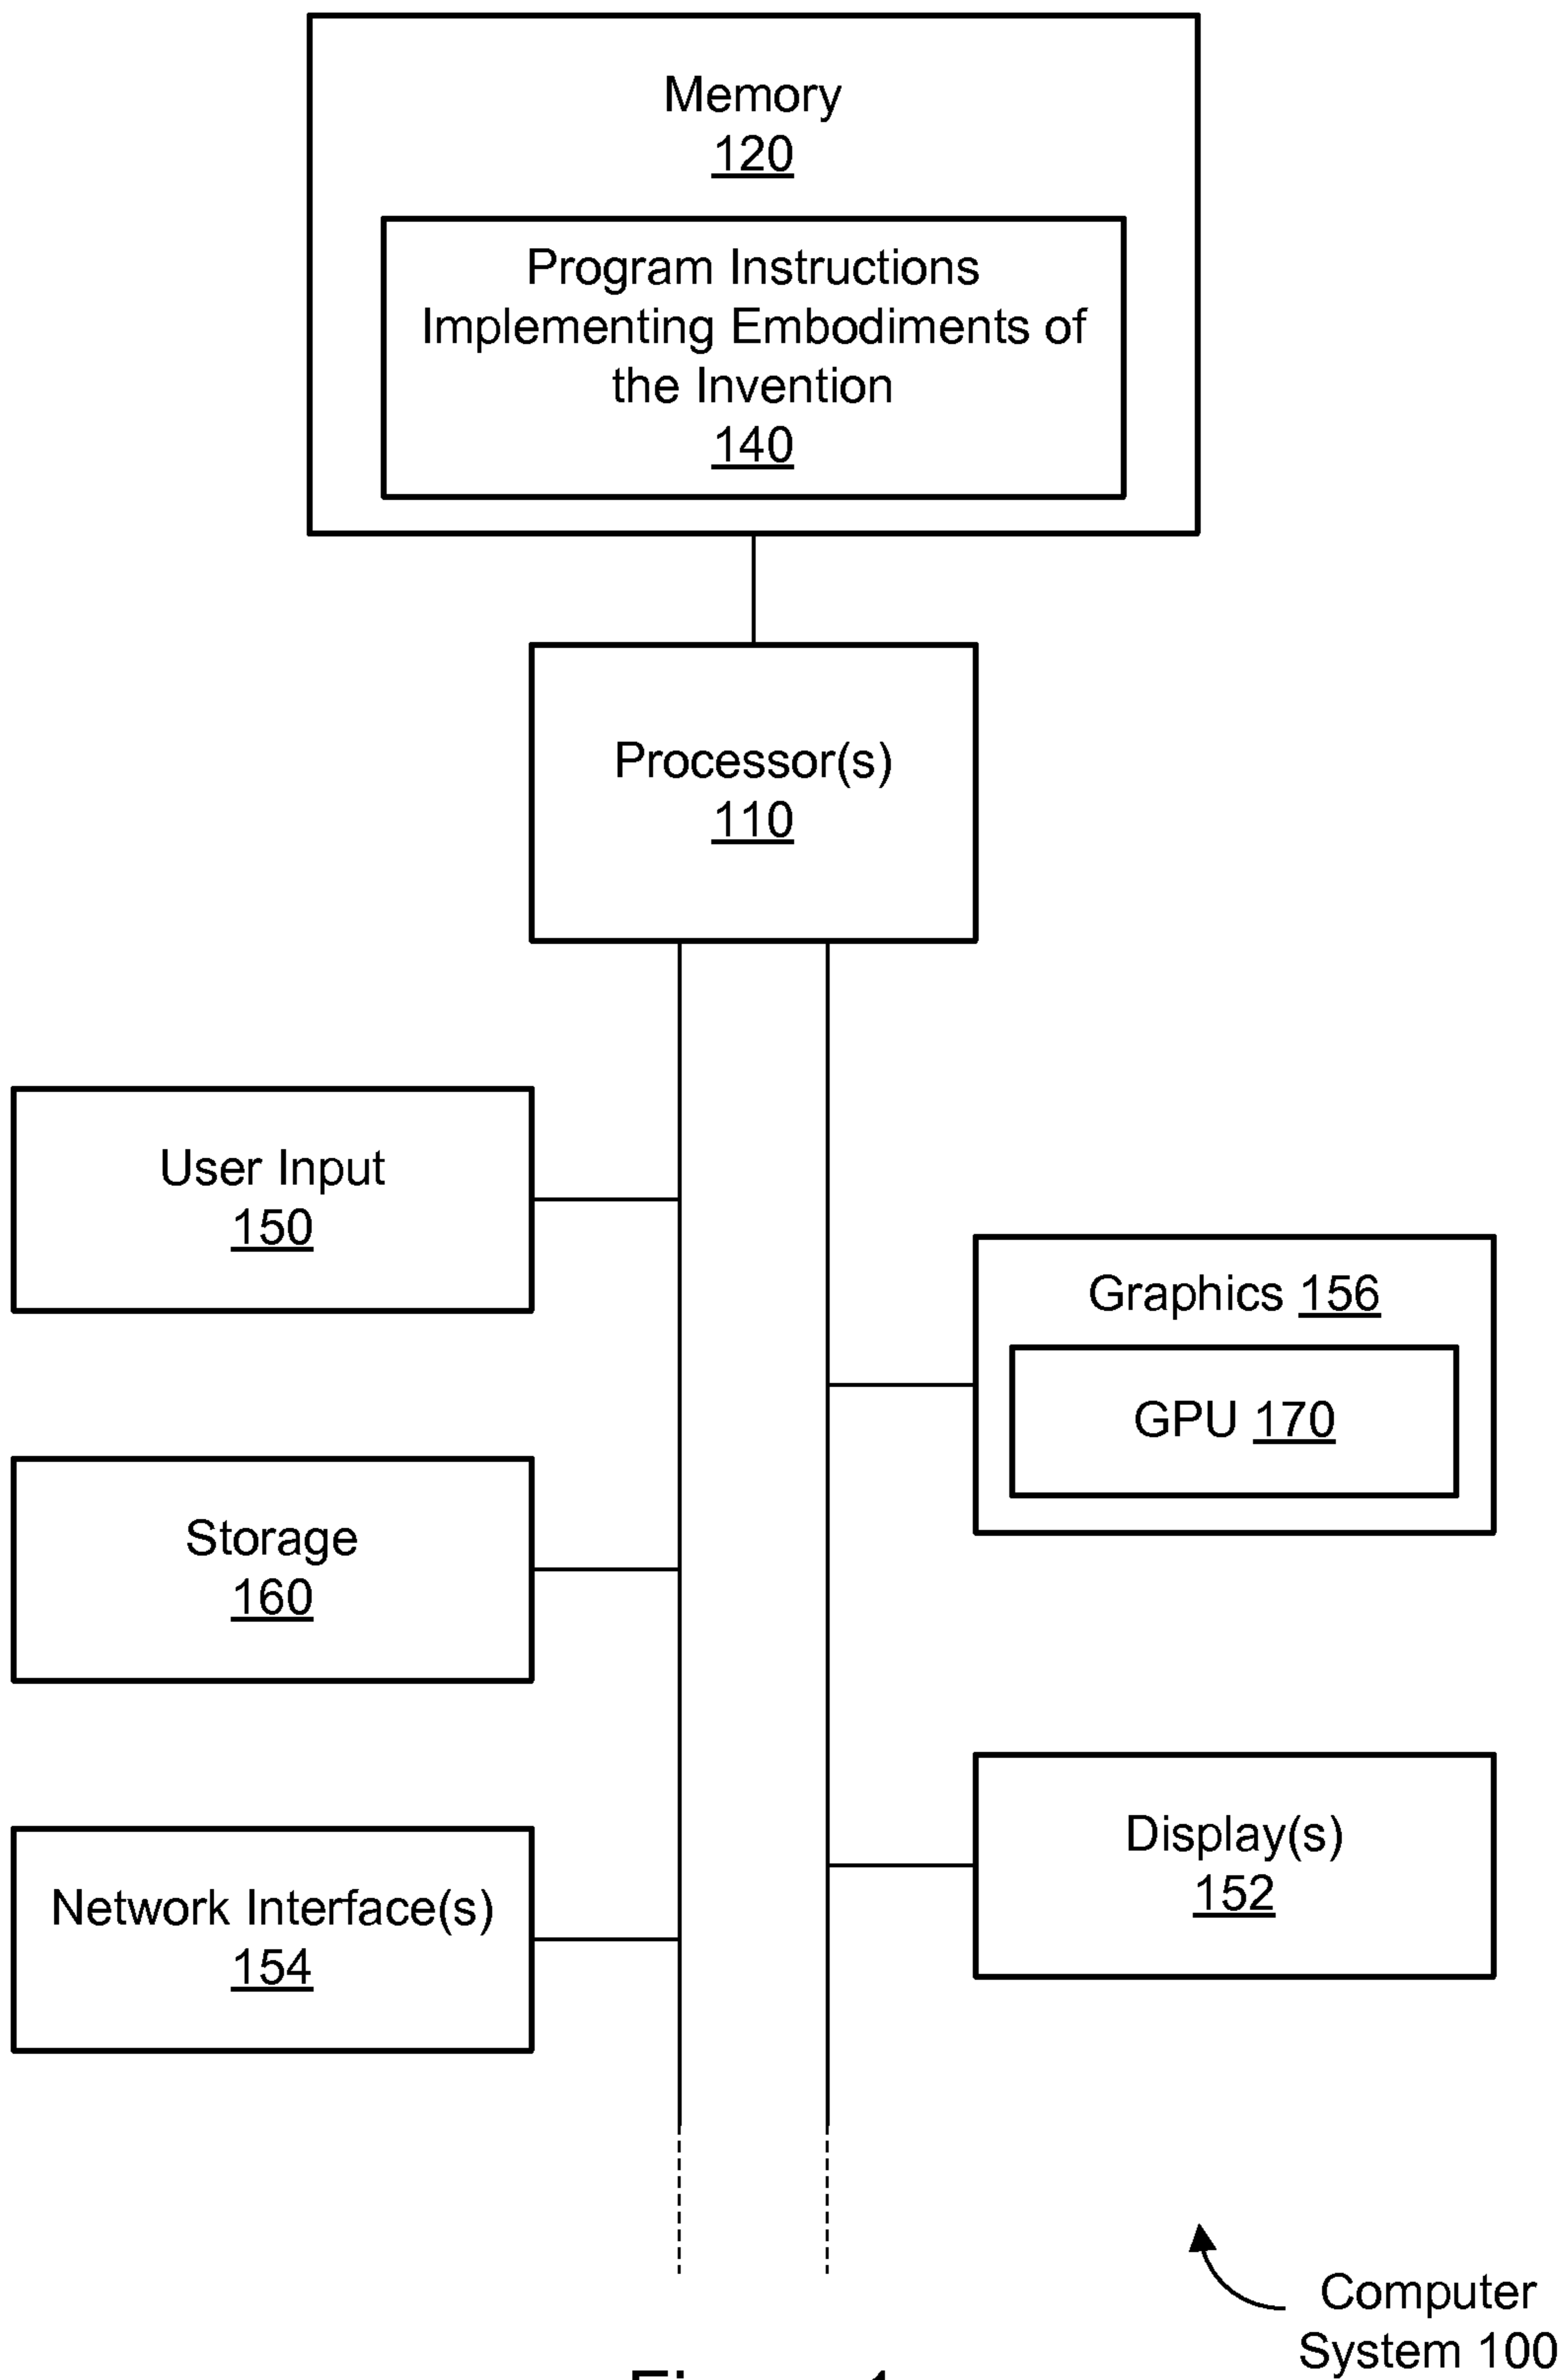 Memory
120
Program Instructions
Implementing Embodiments of
the Invention
140
Processor(s)
110
User Input
150
Graphics 156
GPU 170
Storage
160
Display(s)
152
Network Interface(s)
154
Computer
System 100